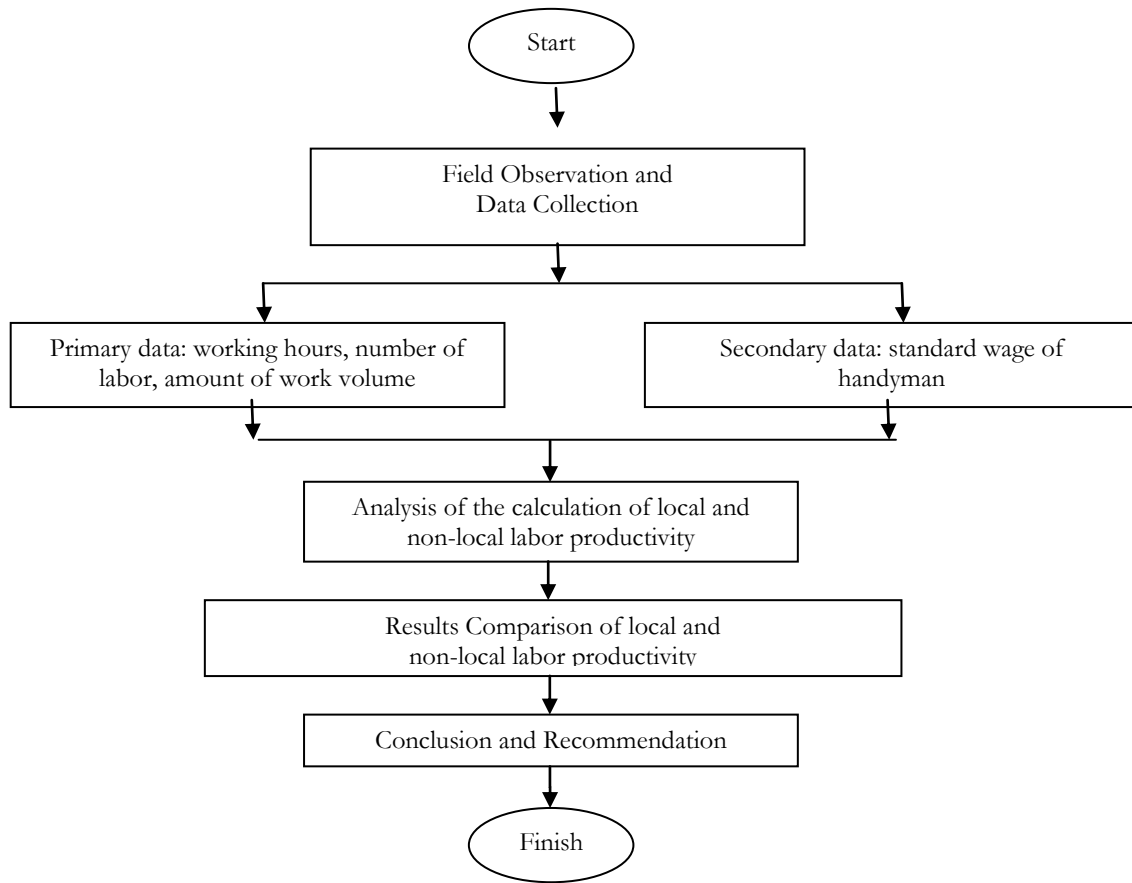 Start
Field Observation and
Data Collection
Primary data: working hours, number of
labor, amount of work volume
Secondary data: standard wage of
handyman
Analysis of the calculation of local and
non-local labor productivity
Results Comparison of local and
non-local labor productivity
Conclusion and Recommendation
Finish